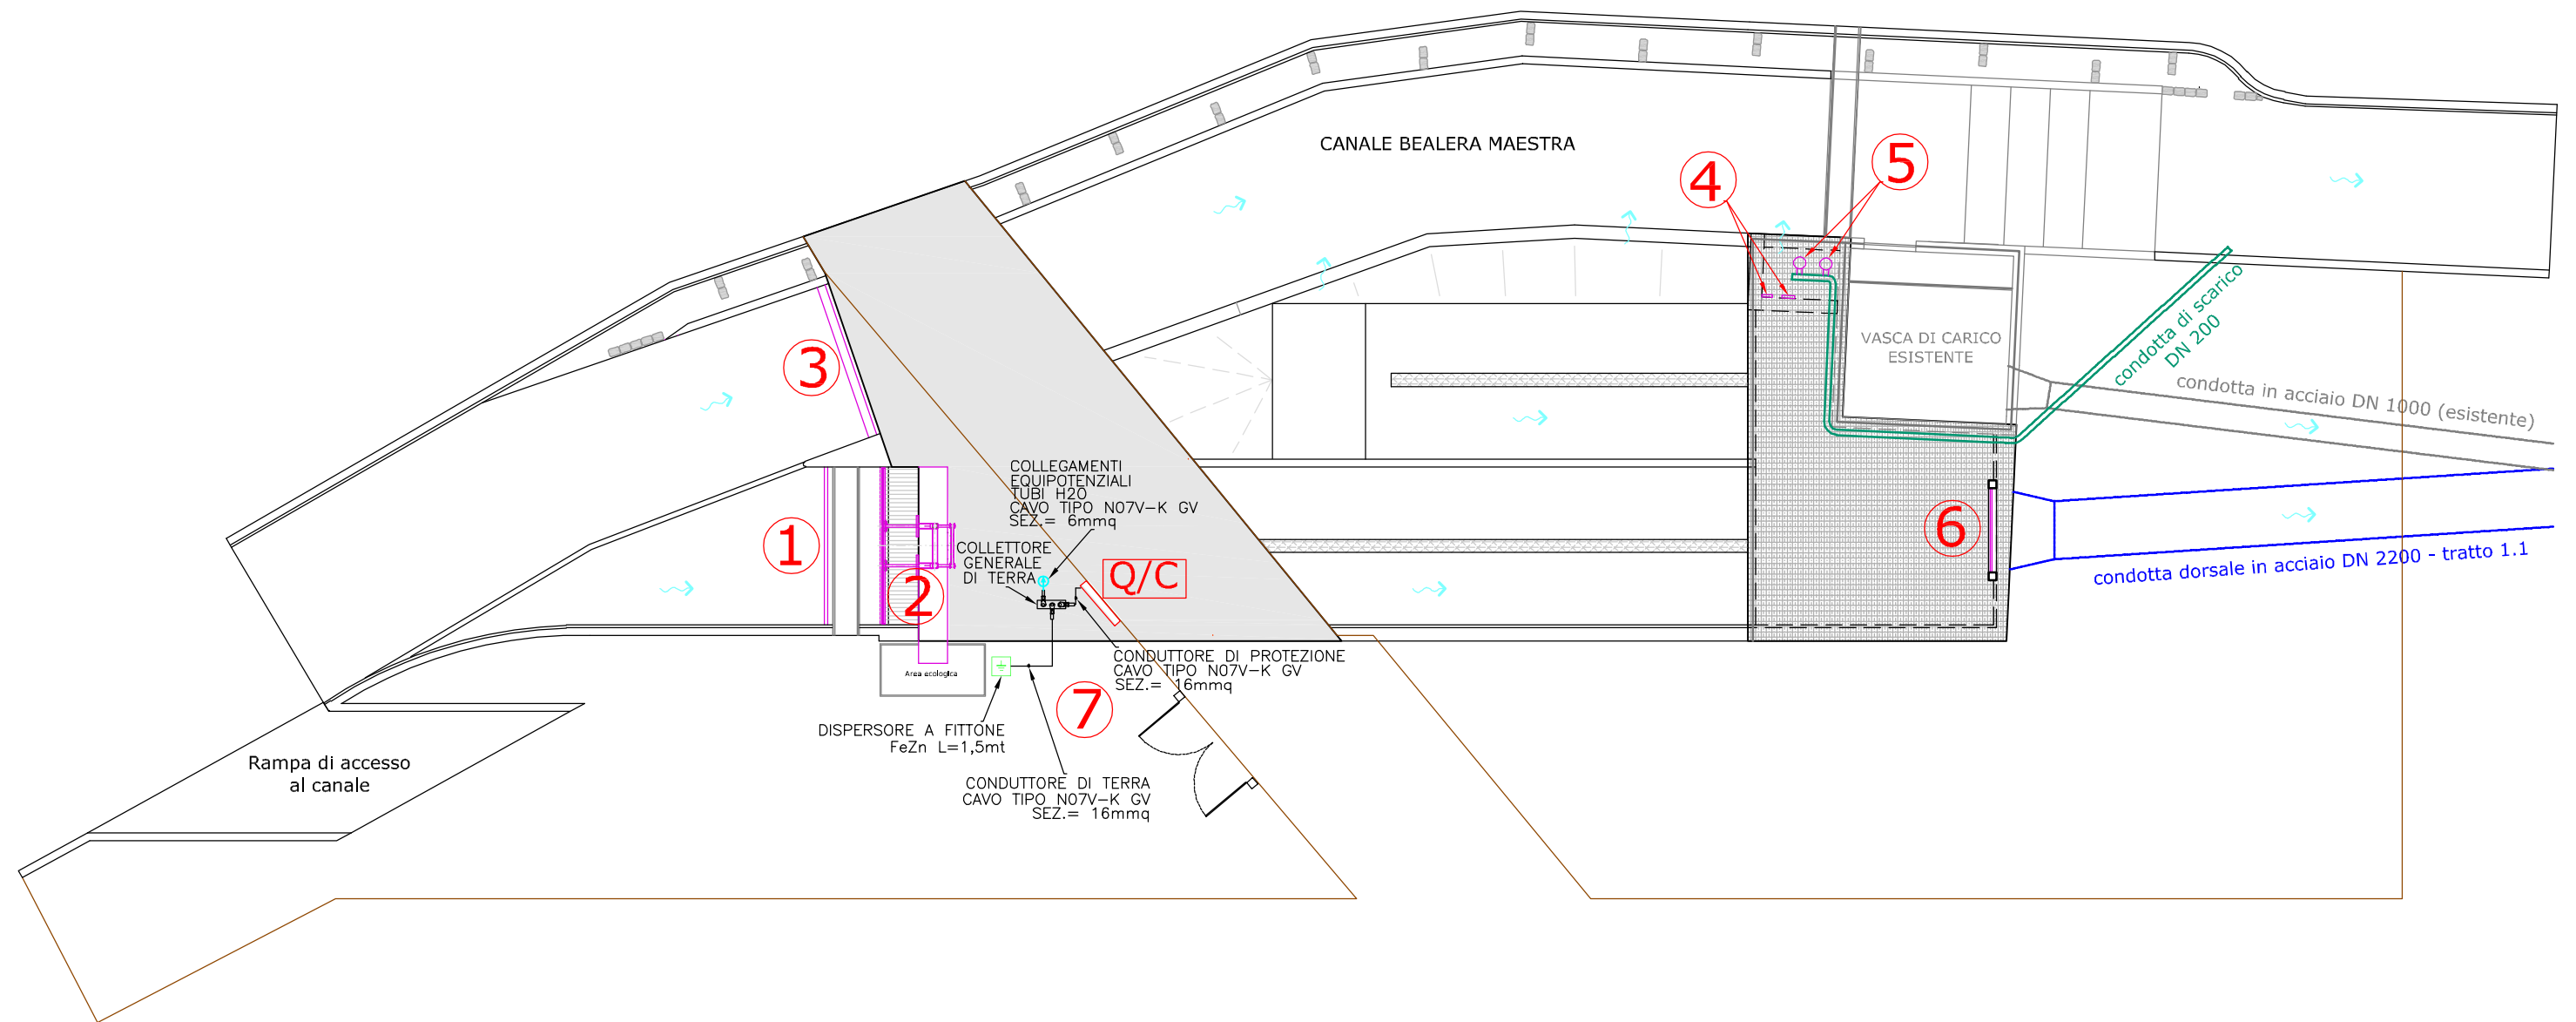 CANALE BEALERA MAESTRA
4
5
3
VASCA DI CARICO
ESISTENTE
condotta di scarico
DN 200
condotta in acciaio DN 1000 (esistente)
COLLEGAMENTI
EQUIPOTENZIALI
TUBI H2O
CAVO TIPO N07V-K GV
SEZ.= 6mmq
1
6
COLLETTORE
GENERALE
DI TERRA
Q/C
2
condotta dorsale in acciaio DN 2200 - tratto 1.1
CONDUTTORE DI PROTEZIONE
CAVO TIPO N07V-K GV
SEZ.= 16mmq
Area ecologica
7
DISPERSORE A FITTONE
FeZn L=1,5mt
Rampa di accesso
al canale
CONDUTTORE DI TERRA
CAVO TIPO N07V-K GV
SEZ.= 16mmq